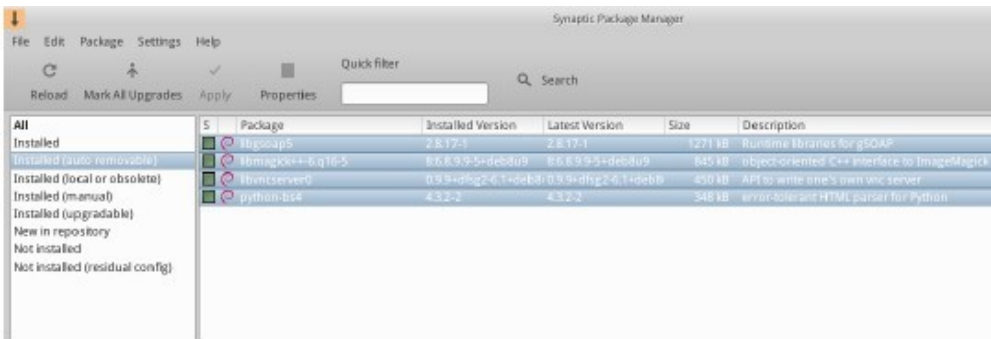 Synaptic Package Manager
File Edit Package Settings Help
Quick filter
Search
Reload Mark All Upgrades Apply Properties
All
Installed
Installed (auto removable)
Installed (local or obsolete)
Installed (manual)
Installed (upgradable)
New in repository
Not installed
Not installed (residual config)
S Package Installed Version Latest Version Size Description
libgsoap5 2.8.17-1 2.8.17-1 1271 kB Runtime libraries for gSOAP
libmagick++-6.q16-5 8:6.8.9.9-5+deb8u9 8:6.8.9.9-5+deb8u9 845 kB object-oriented C++ interface to ImageMagick
libvncserver0 0.9.9+dfsg2-6.1+deb8 0.9.9+dfsg2-6.1+deb8 450 kB API to write one's own vnc server
python-bs4 4.3.2-2 4.3.2-2 348 kB error-tolerant HTML parser for Python